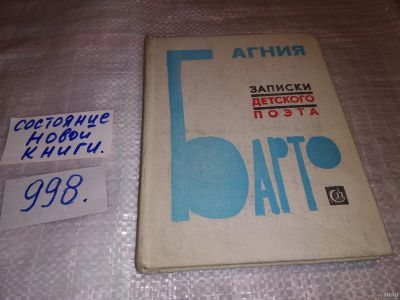 АГНИЯ
БАРТО
ЗАПИСКИ
ДЕТСКОГО
ПОЭТА
состояние
новой
книги.
998.